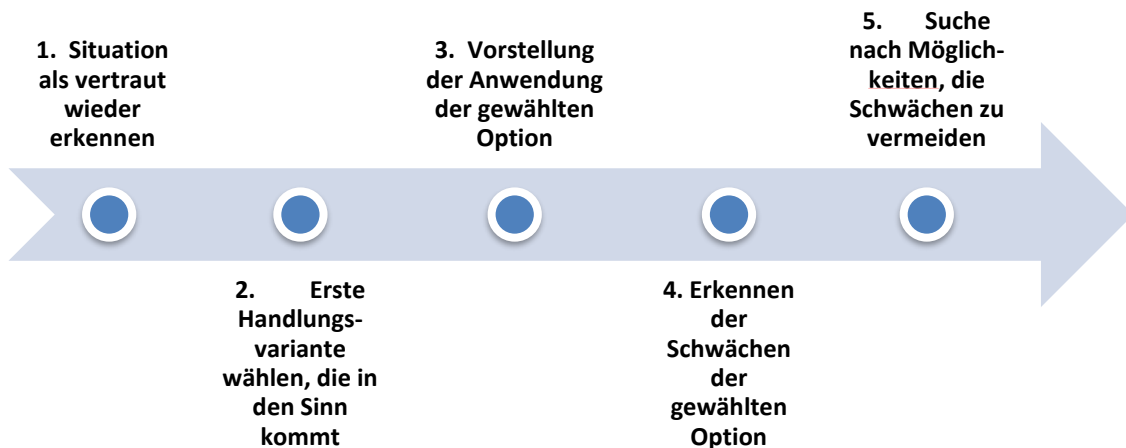 1. Situation
als vertraut
wieder
erkennen
2. Erste
Handlungs-
variante
wählen, die in
den Sinn
kommt
3. Vorstellung
der Anwendung
der gewählten
Option
4. Erkennen
der
Schwächen
der
gewählten
Option
5. Suche
nach Möglich-
keiten, die
Schwächen zu
vermeiden